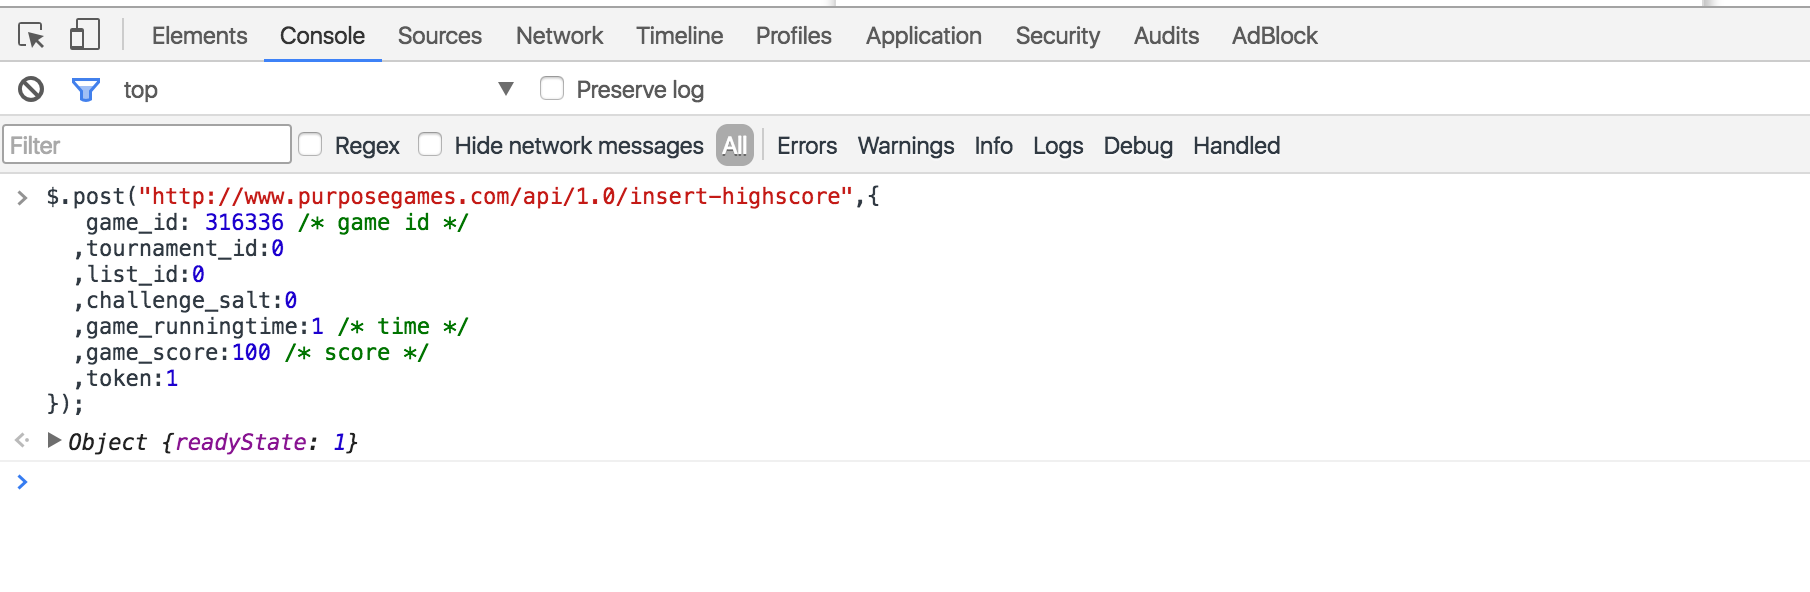 Elements Console Sources Network Timeline Profiles Application Security Audits AdBlock
top ▼ Preserve log
Filter Regex Hide network messages All Errors Warnings Info Logs Debug Handled
> $.post("http://www.purposegames.com/api/1.0/insert-highscore",{
game_id: 316336 /* game id */
,tournament_id:0
,list_id:0
,challenge_salt:0
,game_runningtime:1 /* time */
,game_score:100 /* score */
,token:1
});
Object {readyState: 1}
>